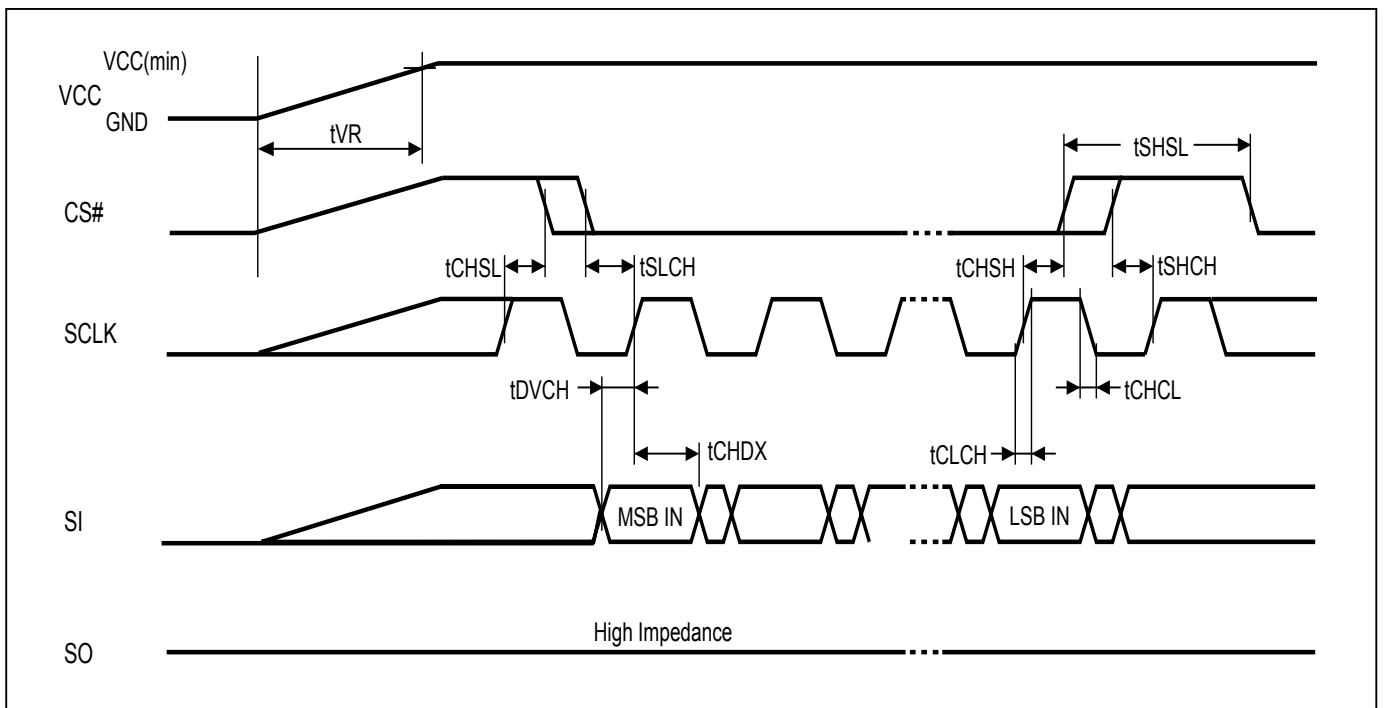 VCC(min)
VCC
GND
tVR
tSHSL
CS#
tCHSL
tSLCH
tCHSH
tSHCH
SCLK
tDVCH
tCHCL
tCHDX
tCLCH
SI
MSB IN
LSB IN
High Impedance
SO